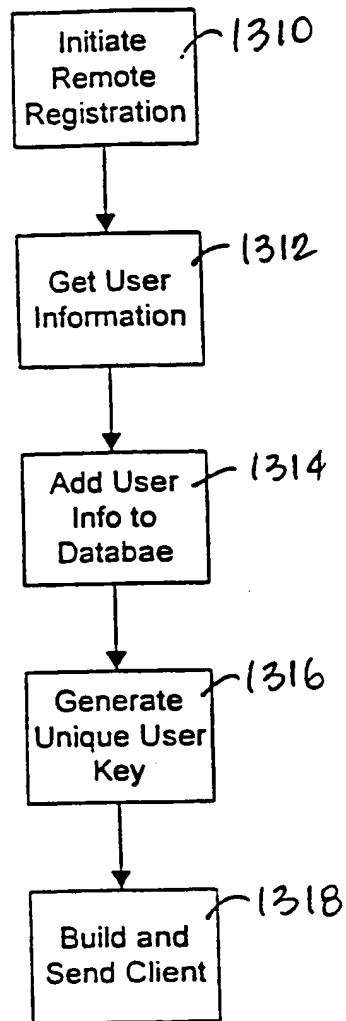 Initiate
Remote
Registration
1310
Get User
Information
1312
Add User
Info to
Databae
1314
Generate
Unique User
Key
1316
Build and
Send Client
1318